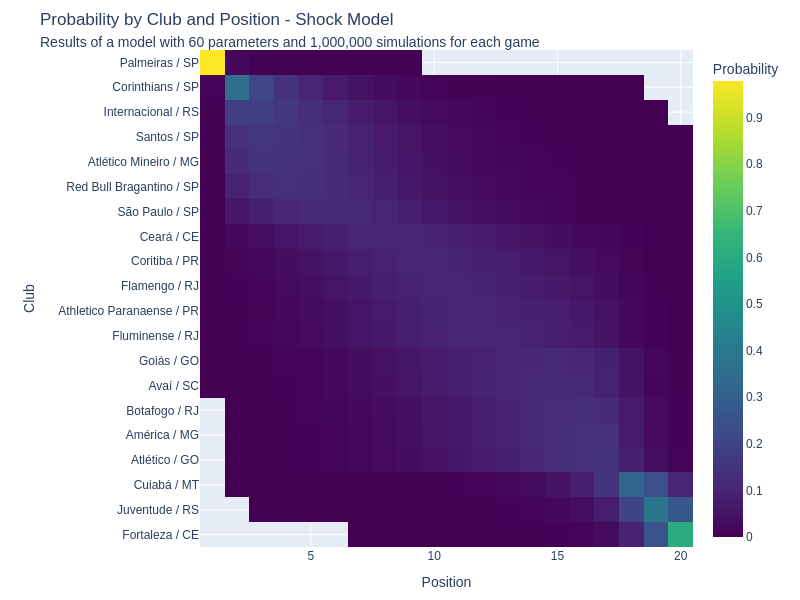 Probability by Club and Position - Shock Model
Results of a model with 60 parameters and 1,000,000 simulations for each game
Probability
Palmeiras / SP
Corinthians / SP
Internacional / RS
Santos / SP
Atlético Mineiro / MG
Red Bull Bragantino / SP
São Paulo / SP
Ceará / CE
Coritiba / PR
Flamengo / RJ
Athletico Paranaense / PR
Fluminense / RJ
Goiás / GO
Avaí / SC
Botafogo / RJ
América / MG
Atlético / GO
Cuiabá / MT
Juventude / RS
Fortaleza / CE
Club
5
10
15
20
Position
0.9
0.8
0.7
0.6
0.5
0.4
0.3
0.2
0.1
0